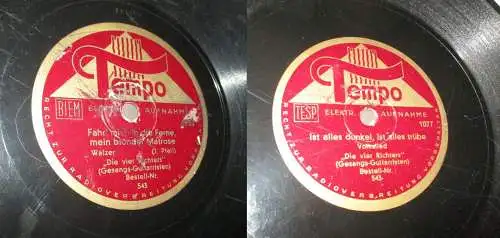 Tempo
BIEM
ELEKTR. AUFNAHME
Fahr mich in die Ferne,
mein blonder Matrose
Walzer
"Die vier Richters"
(Gesangs-Guitarristen)
Bestell-Nr.
543
RECHT ZUR RADIOVERBREITUNG VORBEHALTEN
Tempo
TESP.
ELEKTR. AUFNAHME
1077
Ist alles dunkel, ist alles trübe
Volkslied
"Die vier Richters"
(Gesangs-Guitarristen)
Bestell-Nr.
543
RECHT ZUR RADIOVERBREITUNG VORBEHALTEN